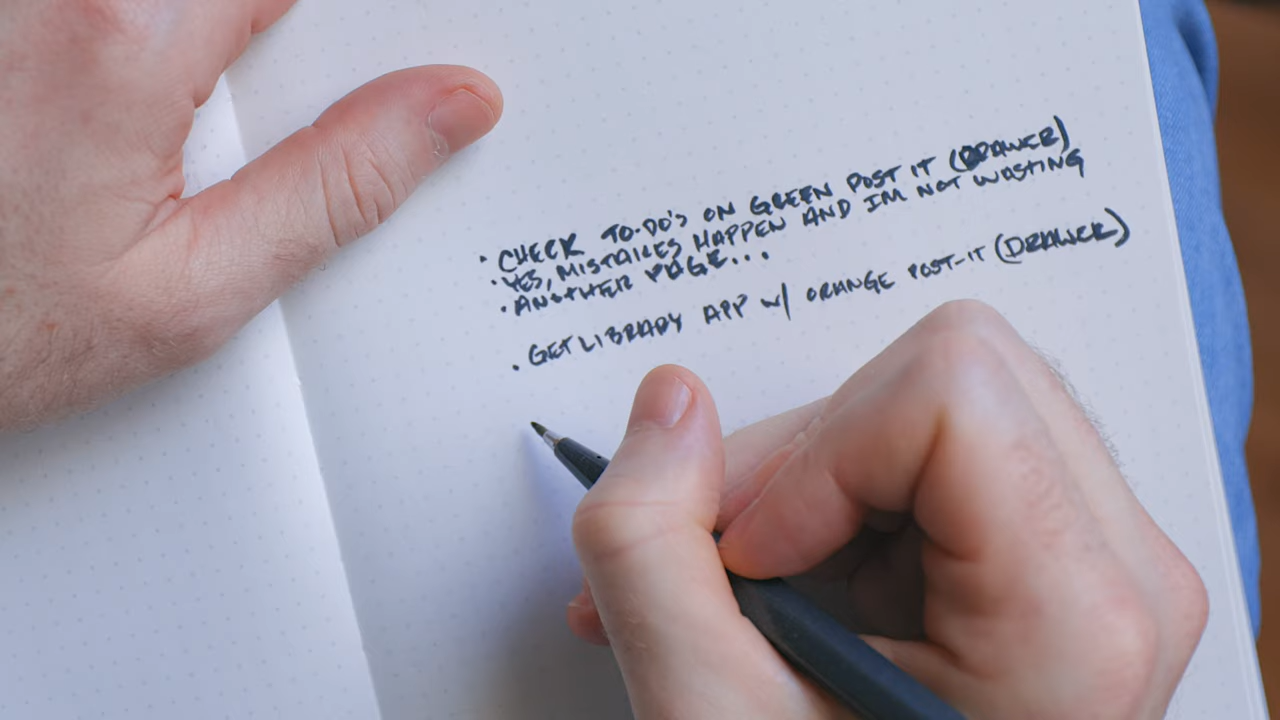 · CHECK TO-DO'S ON GREEN POST IT (DRAWER)
· YES, MISTAKES HAPPEN AND IM NOT WASTING
· ANOTHER PAGE...
· GET LIBRARY APP W/ ORANGE POST-IT (DRAWER)